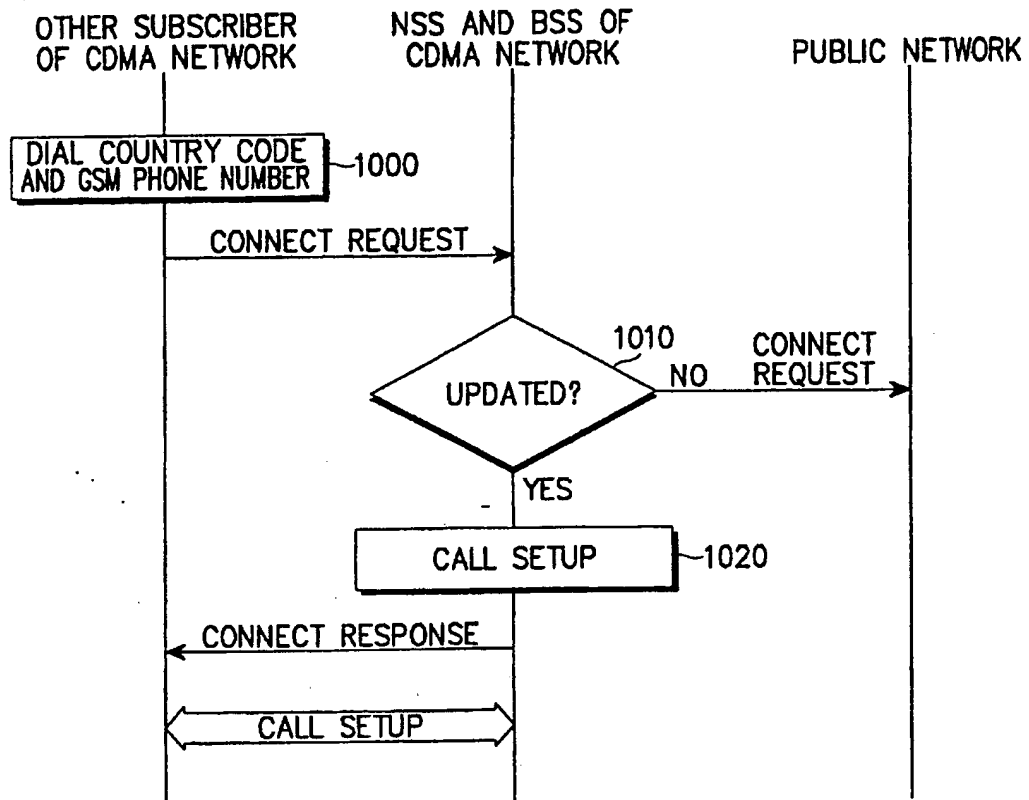 OTHER SUBSCRIBER
OF CDMA NETWORK
NSS AND BSS OF
CDMA NETWORK
PUBLIC NETWORK
DIAL COUNTRY CODE
AND GSM PHONE NUMBER
1000
CONNECT REQUEST
1010
UPDATED?
NO
CONNECT
REQUEST
YES
CALL SETUP
1020
CONNECT RESPONSE
CALL SETUP